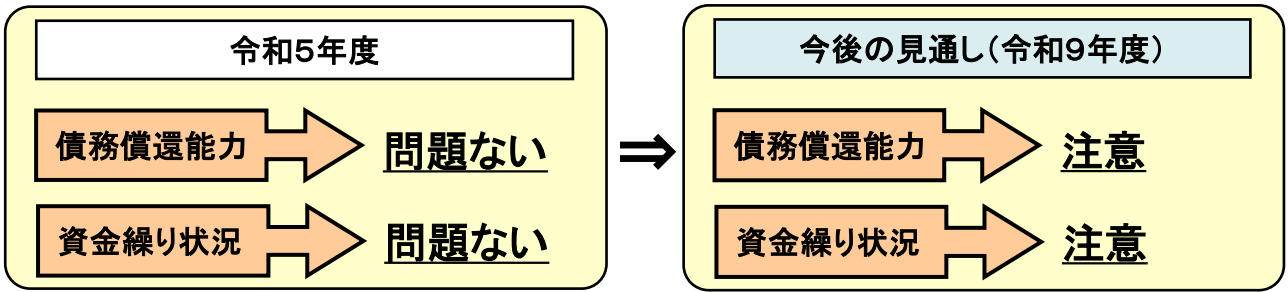 令和５年度
債務償還能力
問題ない
資金繰り状況
問題ない
⇒
今後の見通し（令和９年度）
債務償還能力
注意
資金繰り状況
注意